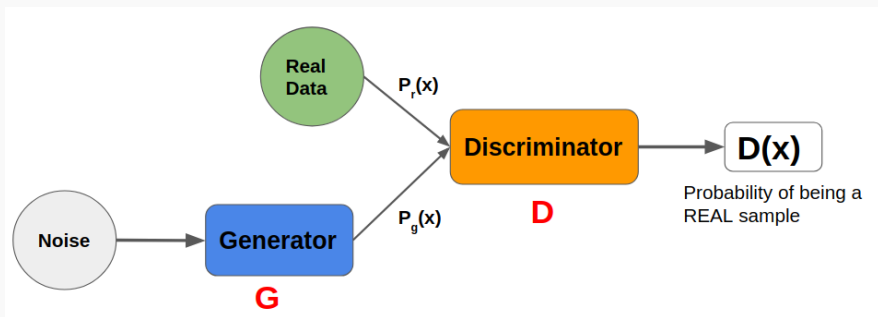 Real
Data
Pr(x)
Discriminator
D(x)
Probability of being a
REAL sample
D
Noise
Generator
Pg(x)
G